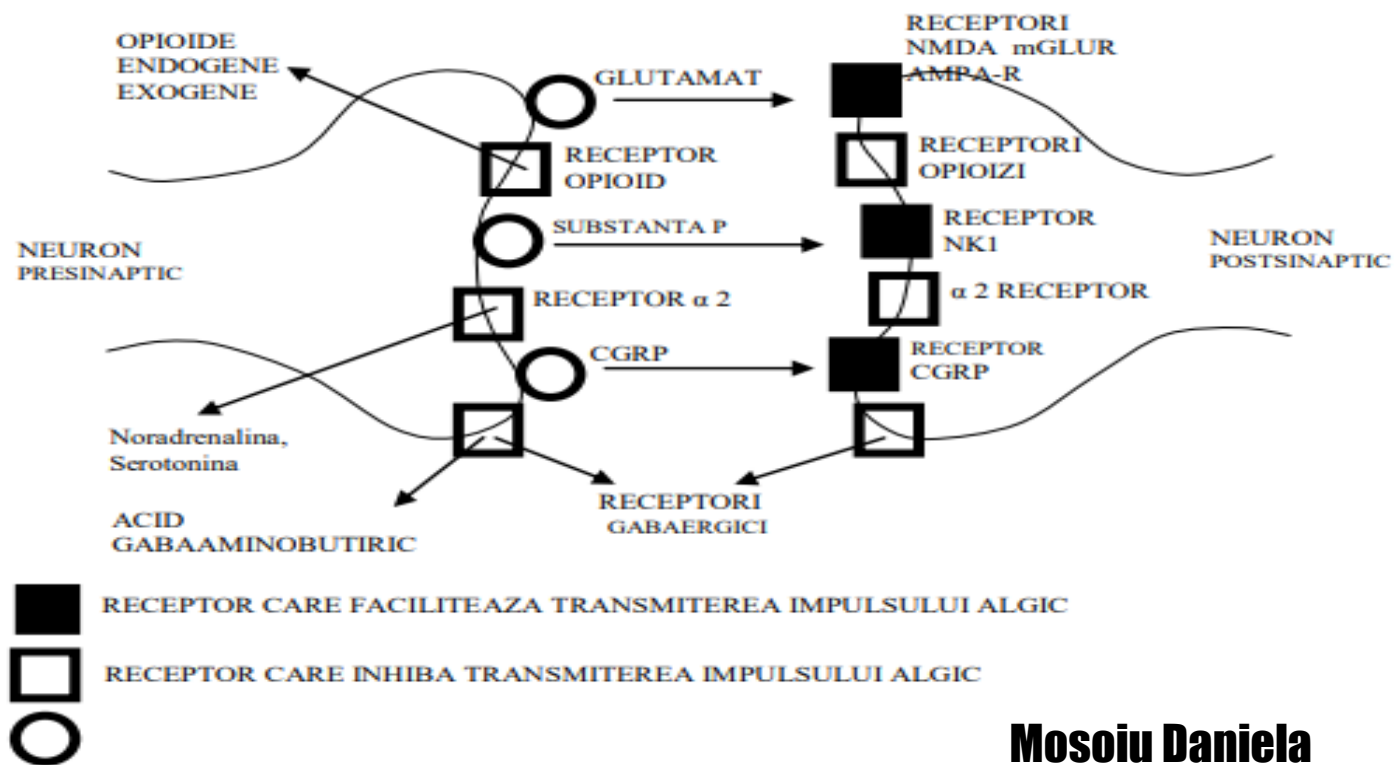 OPIOIDE
ENDOGENE
EXOGENE
GLUTAMAT
RECEPTORI
NMDA mGLUR
AMPA-R
RECEPTOR
OPIOID
RECEPTORI
OPIOIZI
SUBSTANTA P
RECEPTOR
NK1
NEURON
PRESINAPTIC
NEURON
POSTSINAPTIC
RECEPTOR α 2
α 2 RECEPTOR
CGRP
RECEPTOR
CGRP
Noradrenalina,
Serotonina
ACID
GABAAMINOBUTIRIC
RECEPTORI
GABAERGICI
RECEPTOR CARE FACILITEAZA TRANSMITEREA IMPULSULUI ALGIC
RECEPTOR CARE INHIBA TRANSMITEREA IMPULSULUI ALGIC
Mosoiu Daniela